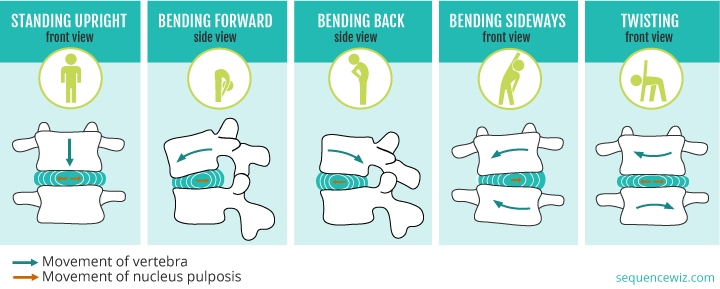 STANDING UPRIGHT
front view
BENDING FORWARD
side view
BENDING BACK
side view
BENDING SIDEWAYS
front view
TWISTING
front view
Movement of vertebra
Movement of nucleus pulposis
sequencewiz.com